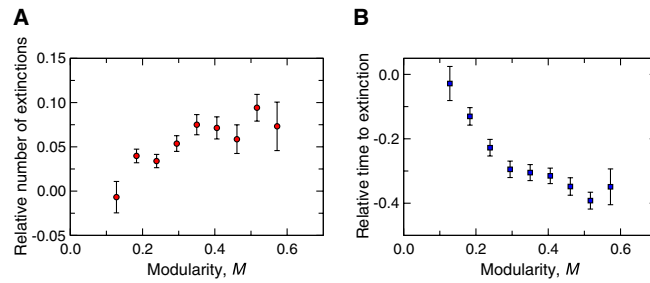 A
Relative number of extinctions
0.15
0.10
0.05
0.00
-0.05
0.0
0.2
0.4
0.6
Modularity, M
B
Relative time to extinction
0.0
-0.2
-0.4
0.0
0.2
0.4
0.6
Modularity, M